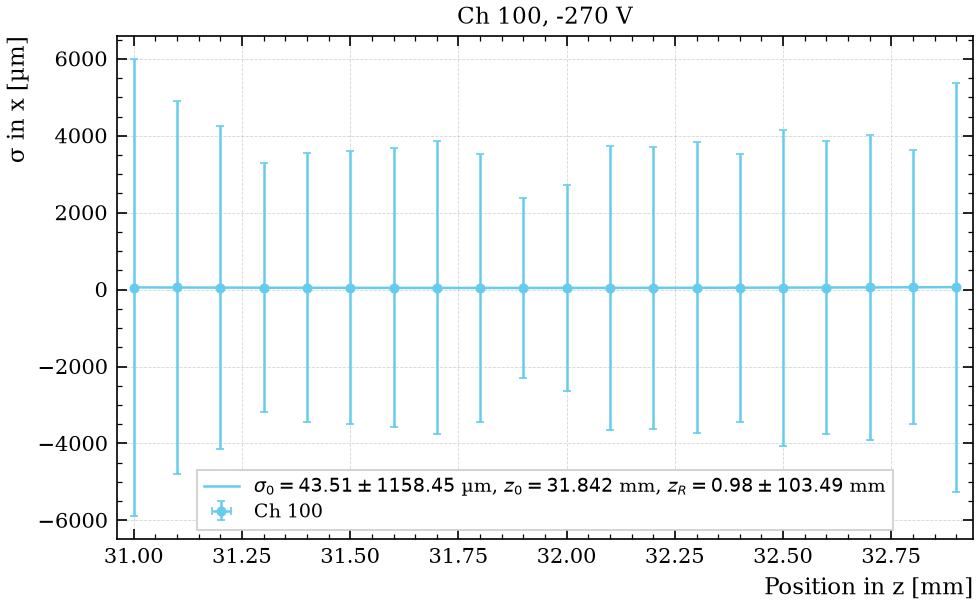 Ch 100, -270 V
σ in x [µm]
6000
4000
2000
0
−2000
−4000
−6000
σ₀ = 43.51 ± 1158.45 µm, z₀ = 31.842 mm, z_R = 0.98 ± 103.49 mm
Ch 100
31.00 31.25 31.50 31.75 32.00 32.25 32.50 32.75
Position in z [mm]